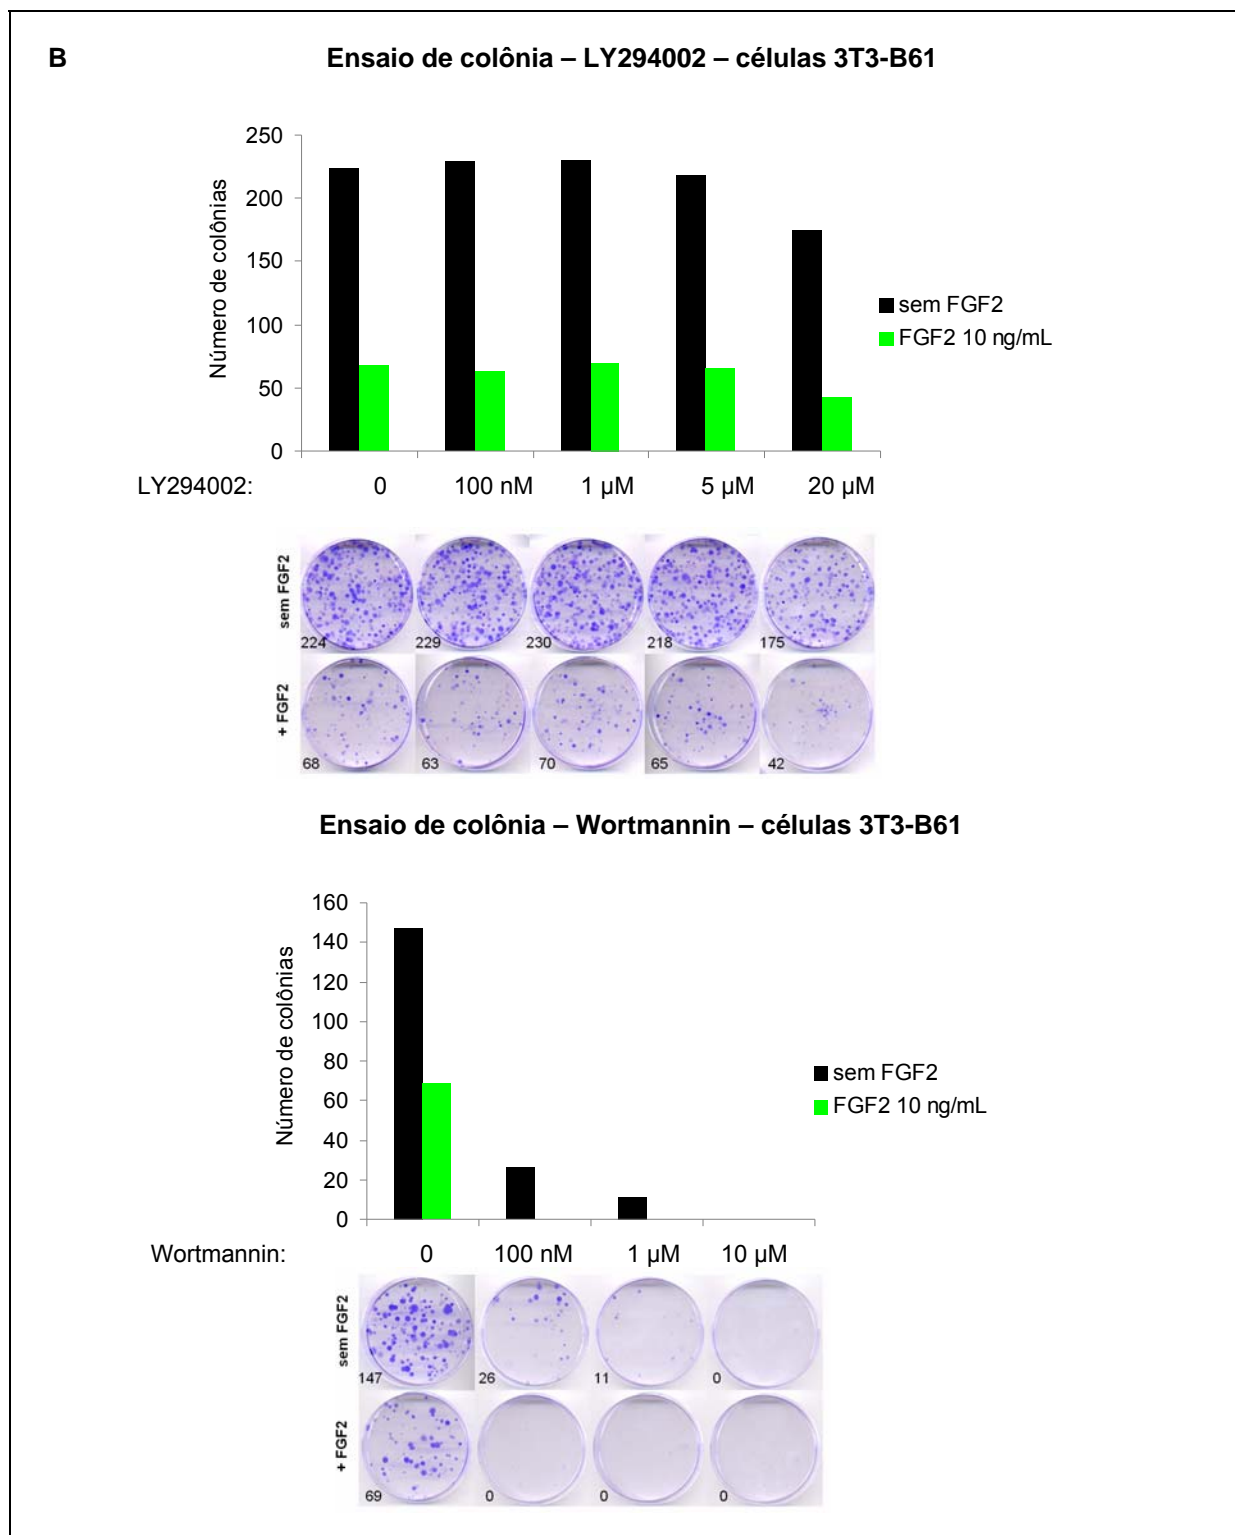 B
Ensaio de colônia – LY294002 – células 3T3-B61
Número de colônias
250
200
150
100
50
0
sem FGF2
FGF2 10 ng/mL
LY294002: 0 100 nM 1 µM 5 µM 20 µM
sem FGF2
224 229 230 218 175
+ FGF2
68 63 70 65 42
Ensaio de colônia – Wortmannin – células 3T3-B61
Número de colônias
160
140
120
100
80
60
40
20
0
sem FGF2
FGF2 10 ng/mL
Wortmannin: 0 100 nM 1 µM 10 µM
sem FGF2
147 26 11 0
+ FGF2
69 0 0 0